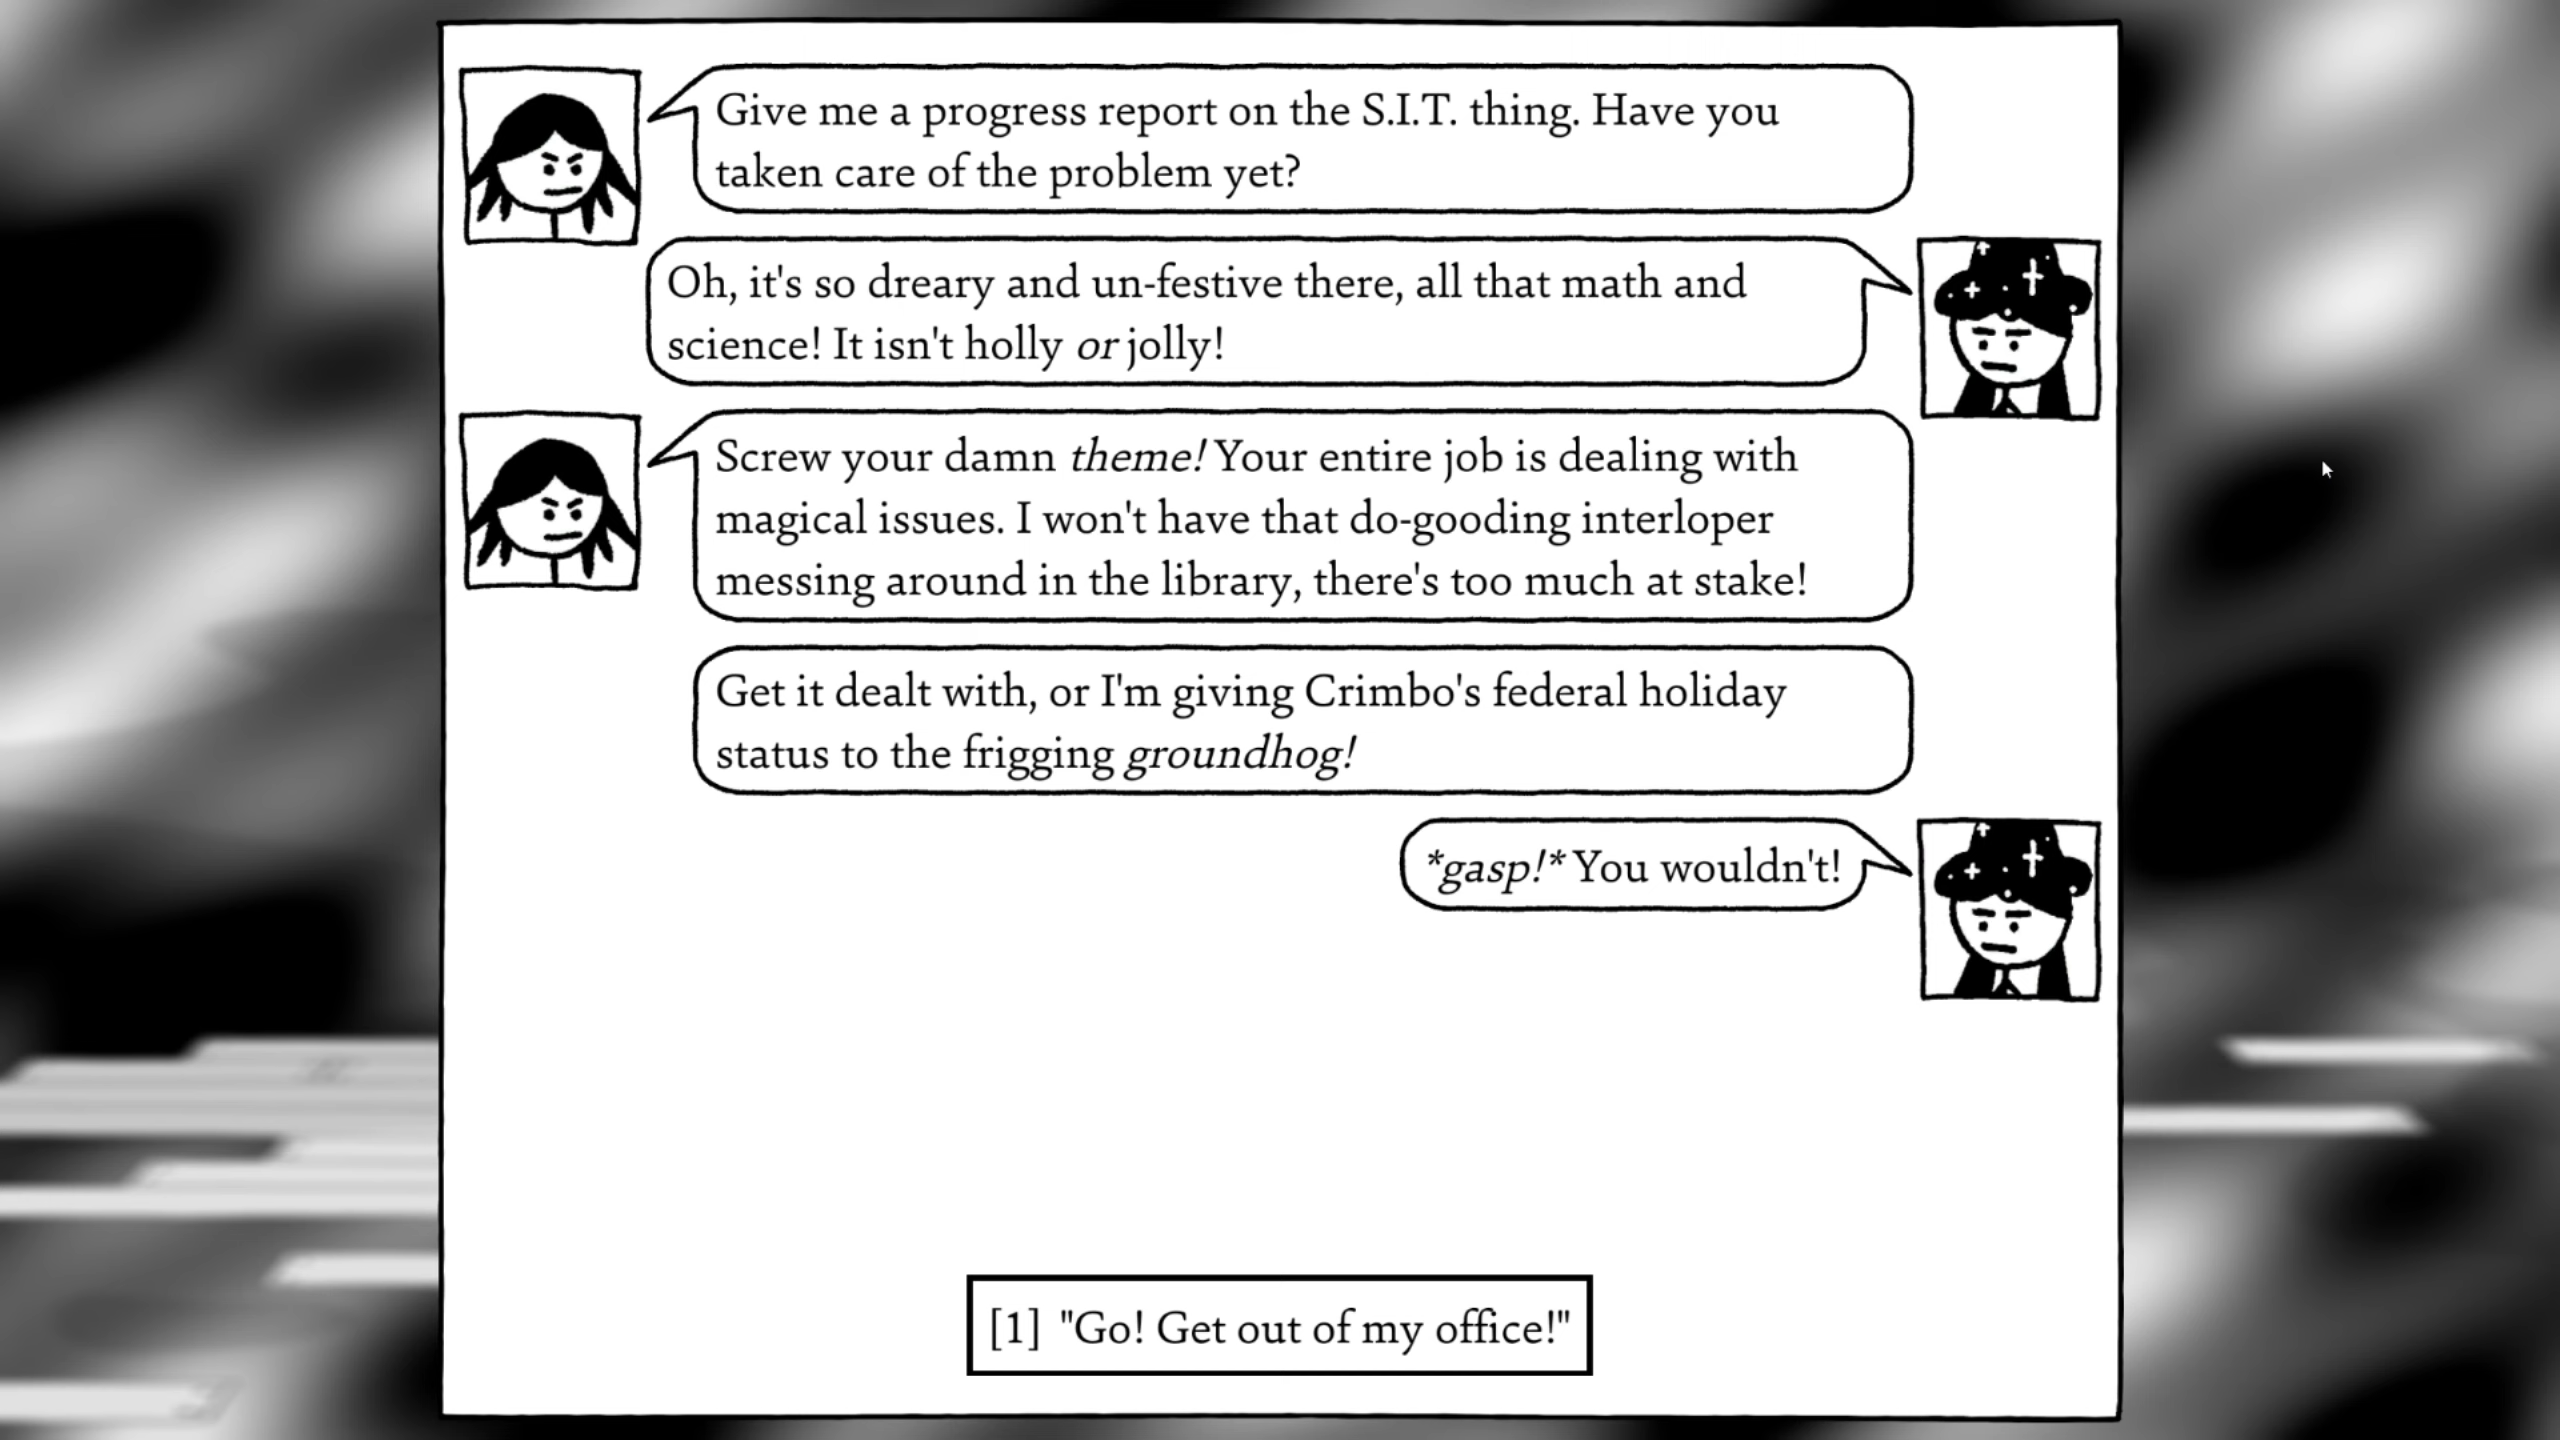 Give me a progress report on the S.I.T. thing. Have you
taken care of the problem yet?
Oh, it's so dreary and un-festive there, all that math and
science! It isn't holly or jolly!
Screw your damn theme! Your entire job is dealing with
magical issues. I won't have that do-gooding interloper
messing around in the library, there's too much at stake!
Get it dealt with, or I'm giving Crimbo's federal holiday
status to the frigging groundhog!
*gasp!* You wouldn't!
[1] "Go! Get out of my office!"